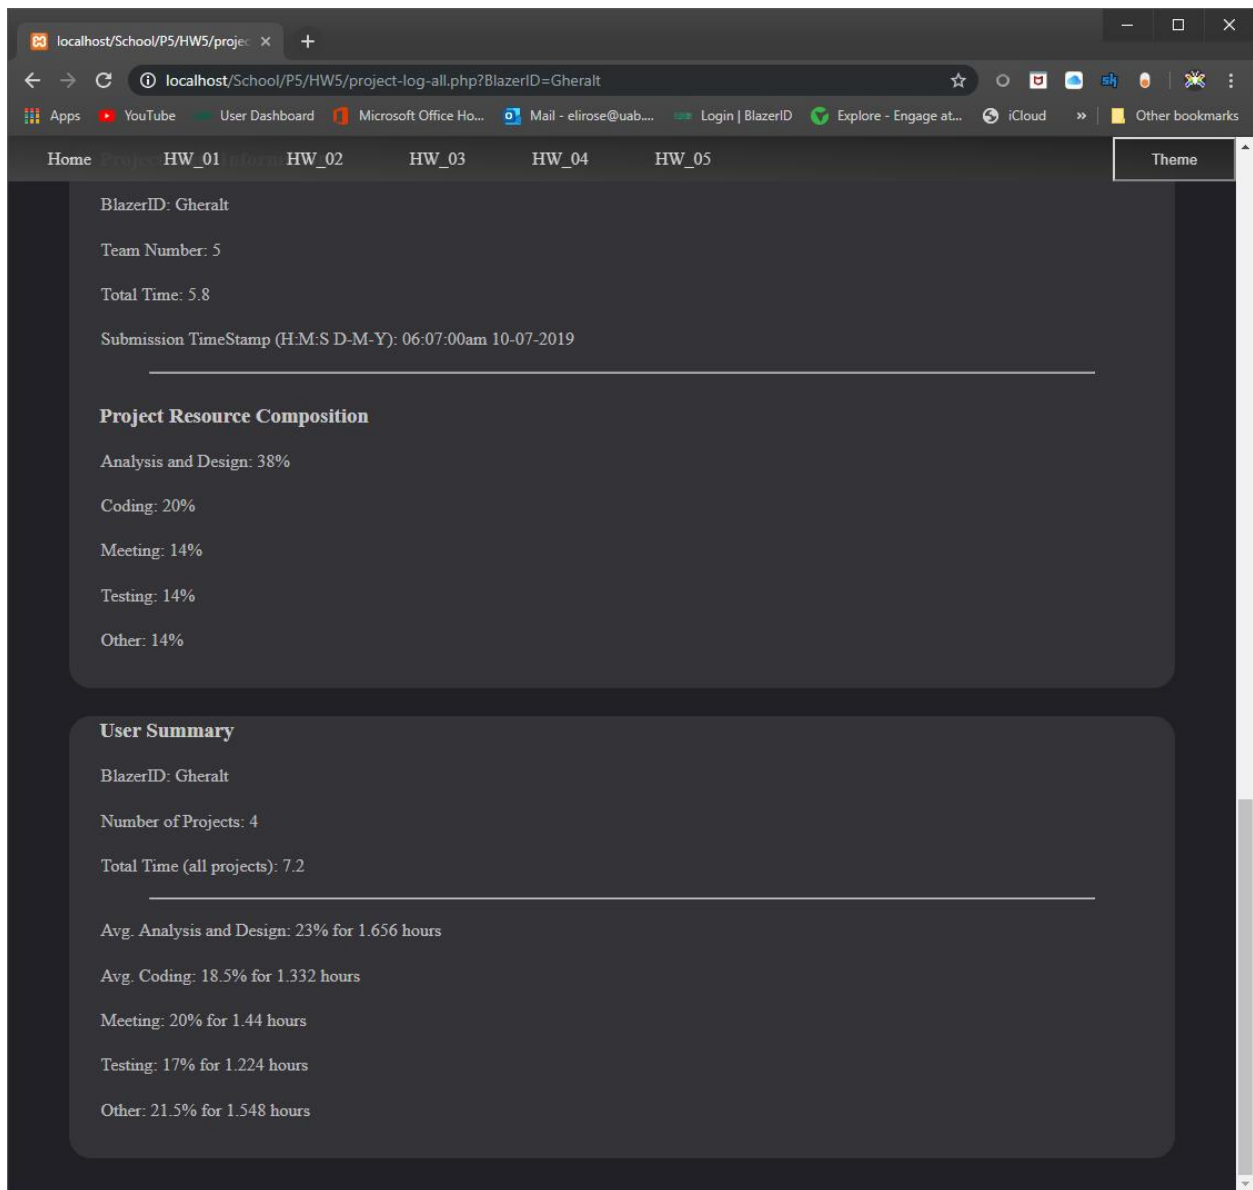 localhost/School/P5/HW5/projec
localhost/School/P5/HW5/project-log-all.php?BlazerID=Gheralt
Apps YouTube User Dashboard Microsoft Office Ho... Mail - elirose@uab.... Login | BlazerID Explore - Engage at... iCloud » Other bookmarks
Home HW_01 HW_02 HW_03 HW_04 HW_05 Theme
BlazerID: Gheralt
Team Number: 5
Total Time: 5.8
Submission TimeStamp (H:M:S D-M-Y): 06:07:00am 10-07-2019
Project Resource Composition
Analysis and Design: 38%
Coding: 20%
Meeting: 14%
Testing: 14%
Other: 14%
User Summary
BlazerID: Gheralt
Number of Projects: 4
Total Time (all projects): 7.2
Avg. Analysis and Design: 23% for 1.656 hours
Avg. Coding: 18.5% for 1.332 hours
Meeting: 20% for 1.44 hours
Testing: 17% for 1.224 hours
Other: 21.5% for 1.548 hours